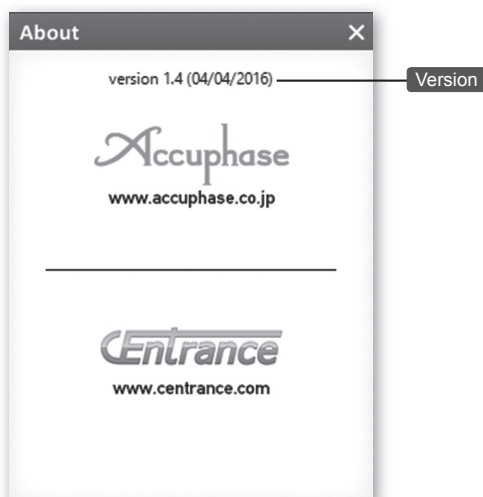 About
version 1.4 (04/04/2016)
Version
Accuphase
www.accuphase.co.jp
CEntrance
www.centrance.com